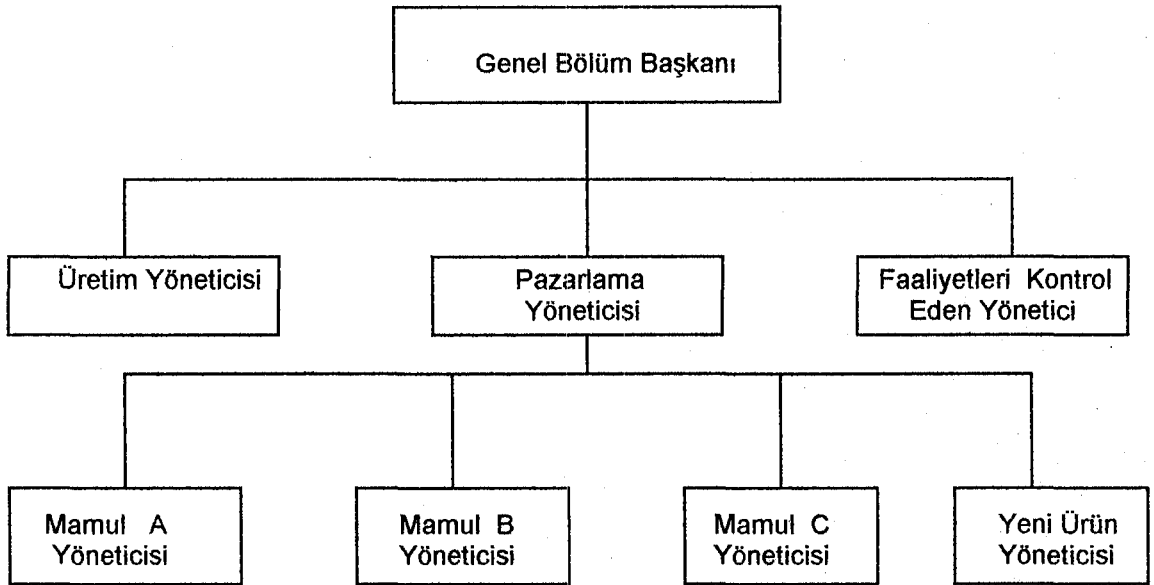 Genel Bölüm Başkanı
Üretim Yöneticisi
Pazarlama
Yöneticisi
Faaliyetleri Kontrol
Eden Yönetici
Mamul A
Yöneticisi
Mamul B
Yöneticisi
Mamul C
Yöneticisi
Yeni Ürün
Yöneticisi